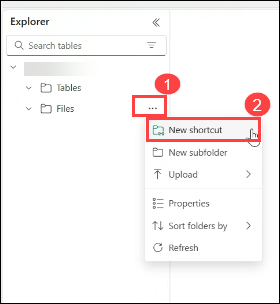 Explorer
Search tables
Tables
Files
...
1
2
New shortcut
New subfolder
Upload
Properties
Sort folders by
Refresh